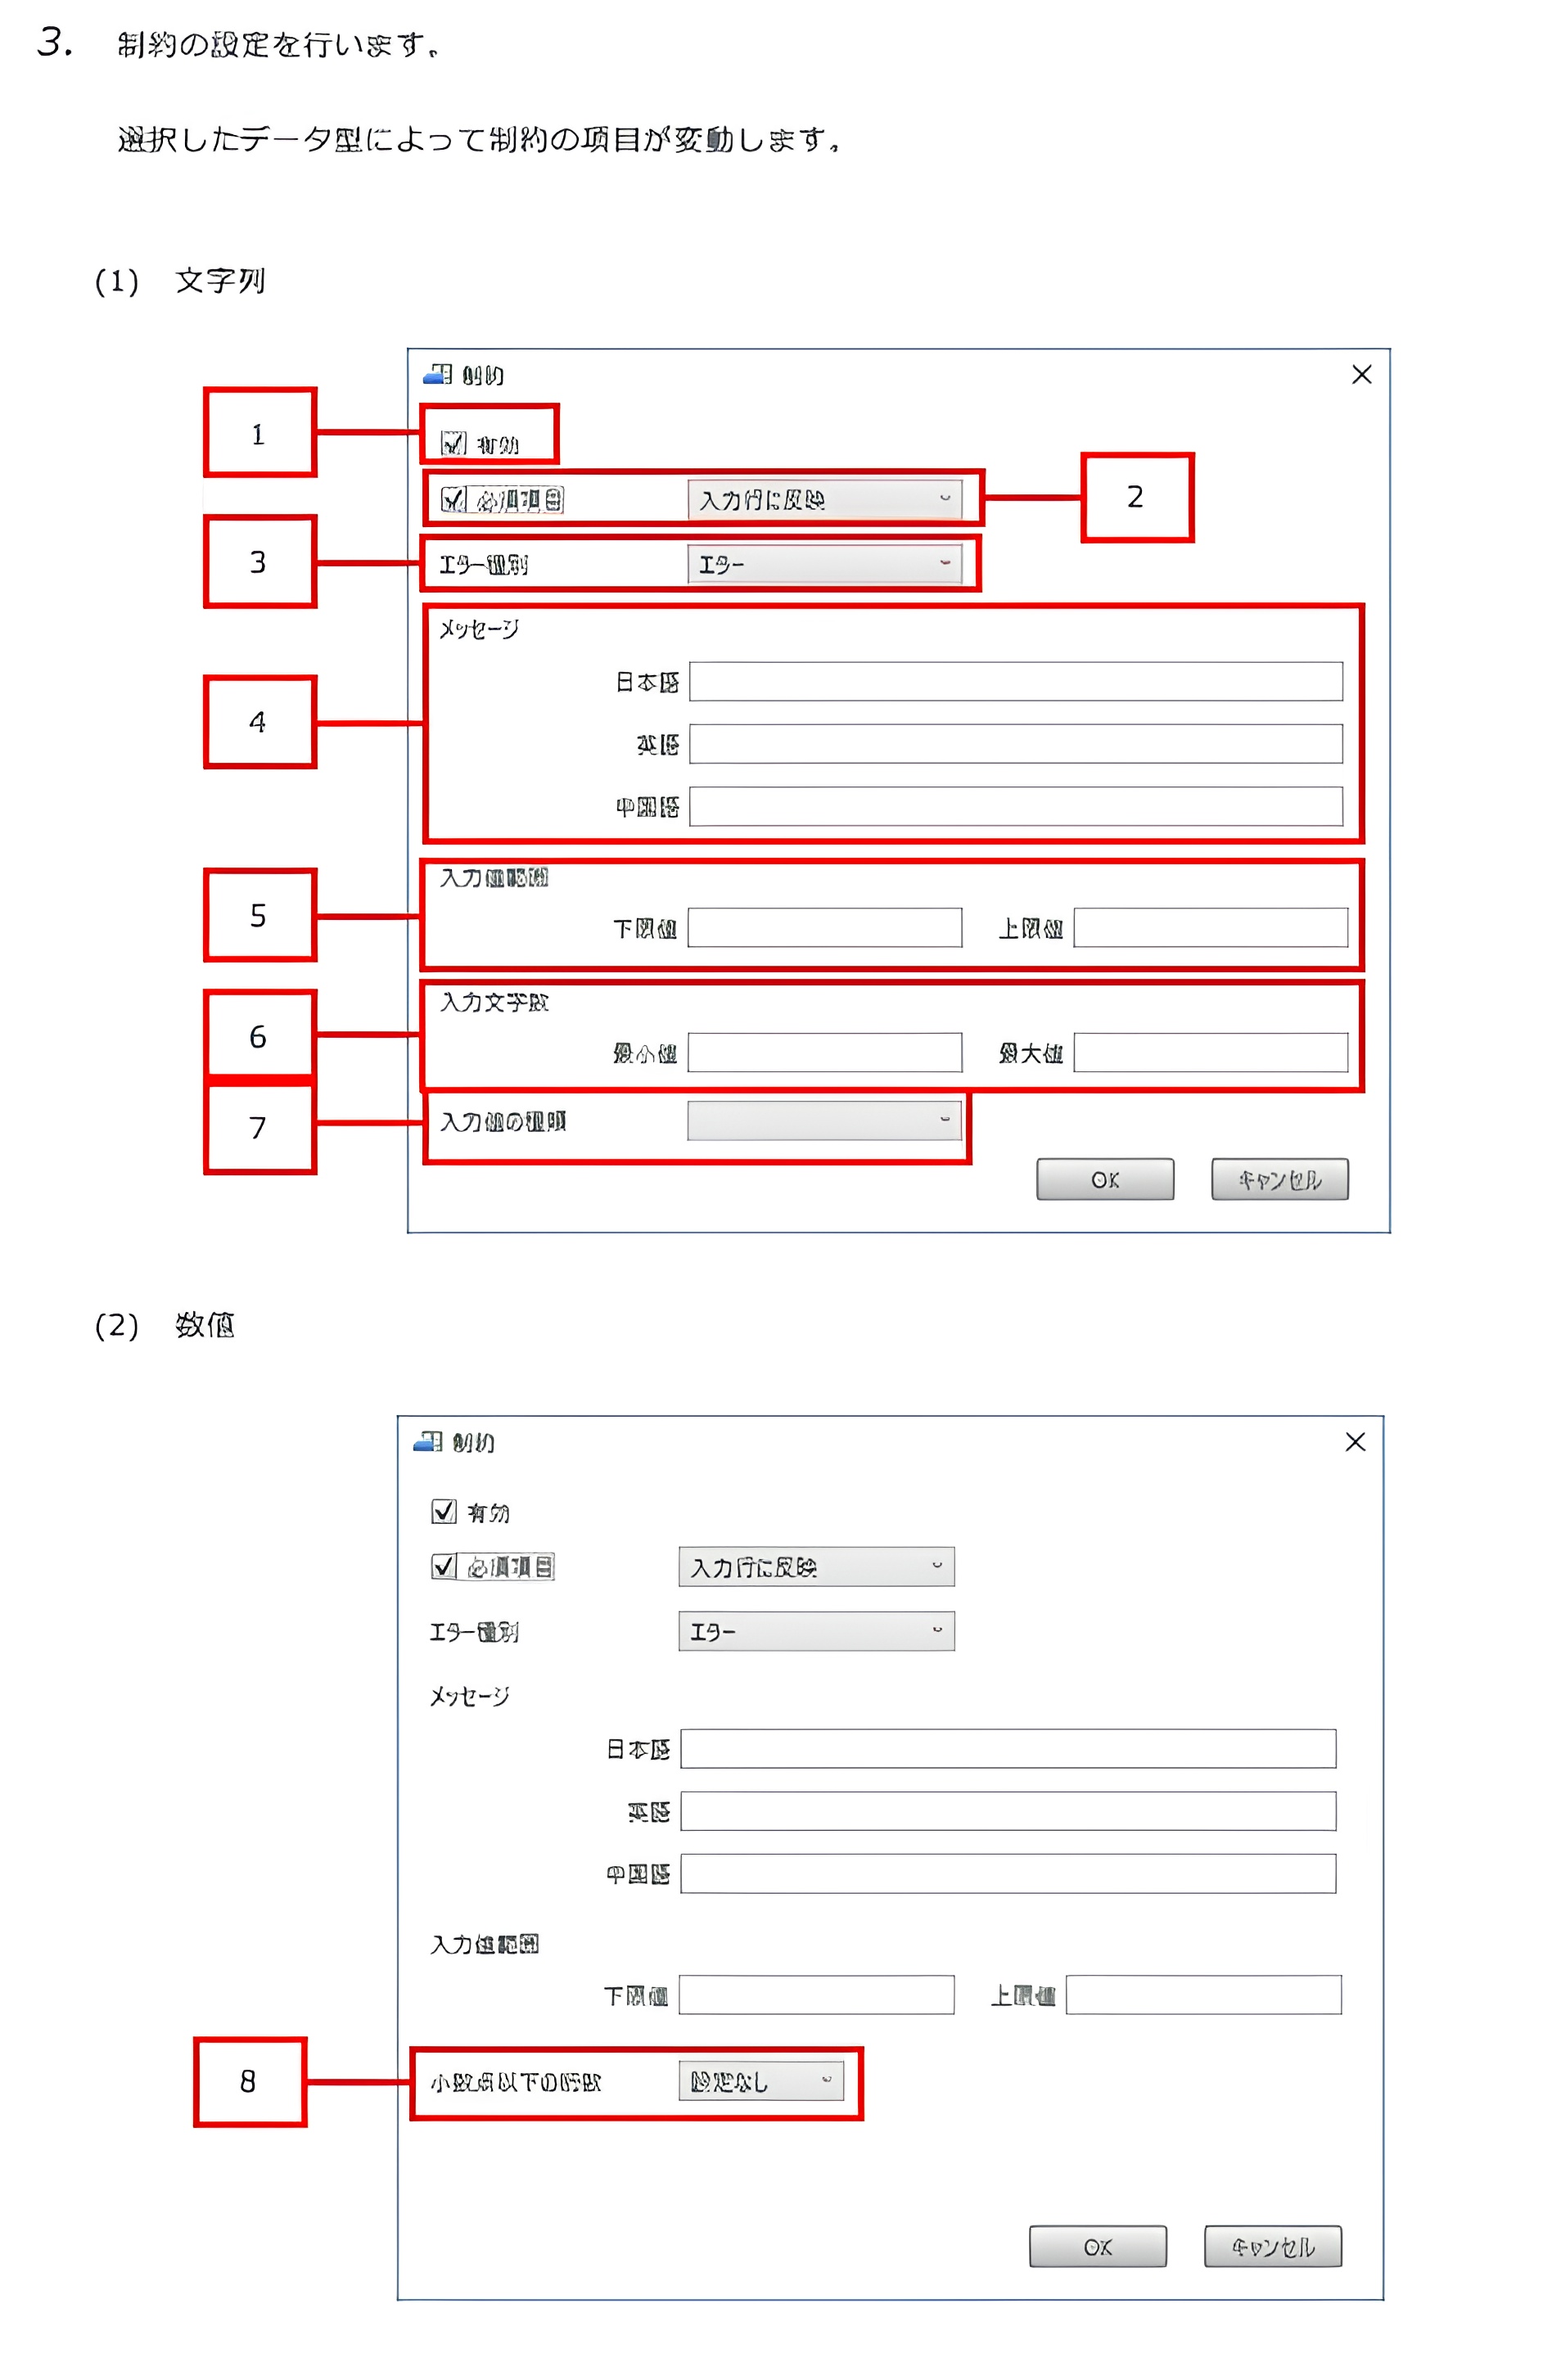 3. 制約の設定を行います。
選択したデータ型によって制約の項目が変動します。
(1) 文字列
制約
1
有効
必須項目 入力行に反映
2
3
エラー種別 エラー
メッセージ
日本語
4
英語
中国語
入力値範囲
5
下限値 上限値
入力文字数
6
最小値 最大値
7
入力値の種類
OK キャンセル
(2) 数値
制約
有効
必須項目 入力行に反映
エラー種別 エラー
メッセージ
日本語
英語
中国語
入力値範囲
下限値 上限値
8
小数点以下の桁数 設定なし
OK キャンセル